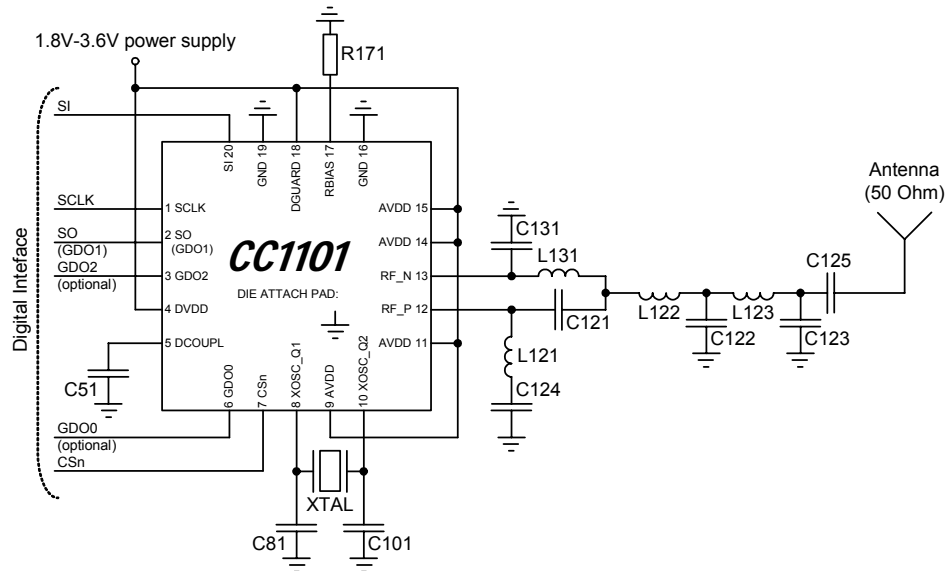 1.8V-3.6V power supply
R171
SI
SI 20
GND 19
DGUARD 18
RBIAS 17
GND 16
Antenna
(50 Ohm)
Digital Inteface
SCLK
1 SCLK
AVDD 15
C131
SO
(GDO1)
2 SO
(GDO1)
CC1101
AVDD 14
L131
C125
GDO2
(optional)
3 GDO2
RF_N 13
DIE ATTACH PAD:
4 DVDD
RF_P 12
C121
L122
L123
C122
C123
5 DCOUPL
AVDD 11
L121
C51
6 GDO0
7 CSn
8 XOSC_Q1
9 AVDD
10 XOSC_Q2
C124
GDO0
(optional)
CSn
XTAL
C81
C101